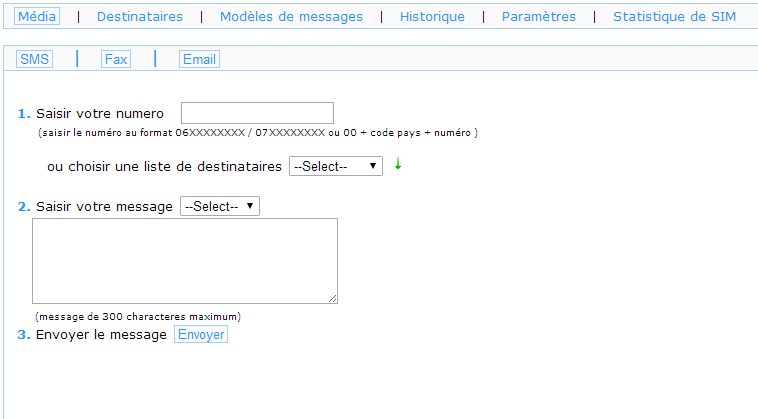 Média | Destinataires | Modèles de messages | Historique | Paramètres | Statistique de SIM
SMS | Fax | Email
1. Saisir votre numero
(saisir le numéro au format 06XXXXXXXX / 07XXXXXXXX ou 00 + code pays + numéro )
ou choisir une liste de destinataires --Select--
2. Saisir votre message --Select--
(message de 300 characteres maximum)
3. Envoyer le message Envoyer